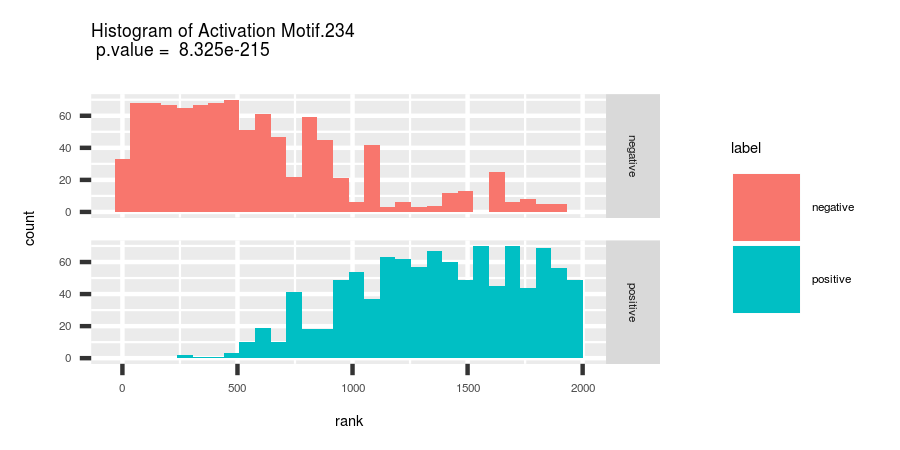 Histogram of Activation Motif.234
p.value = 8.325e-215
count
60
40
20
0
negative
60
40
20
0
positive
0 500 1000 1500 2000
rank
label
negative
positive